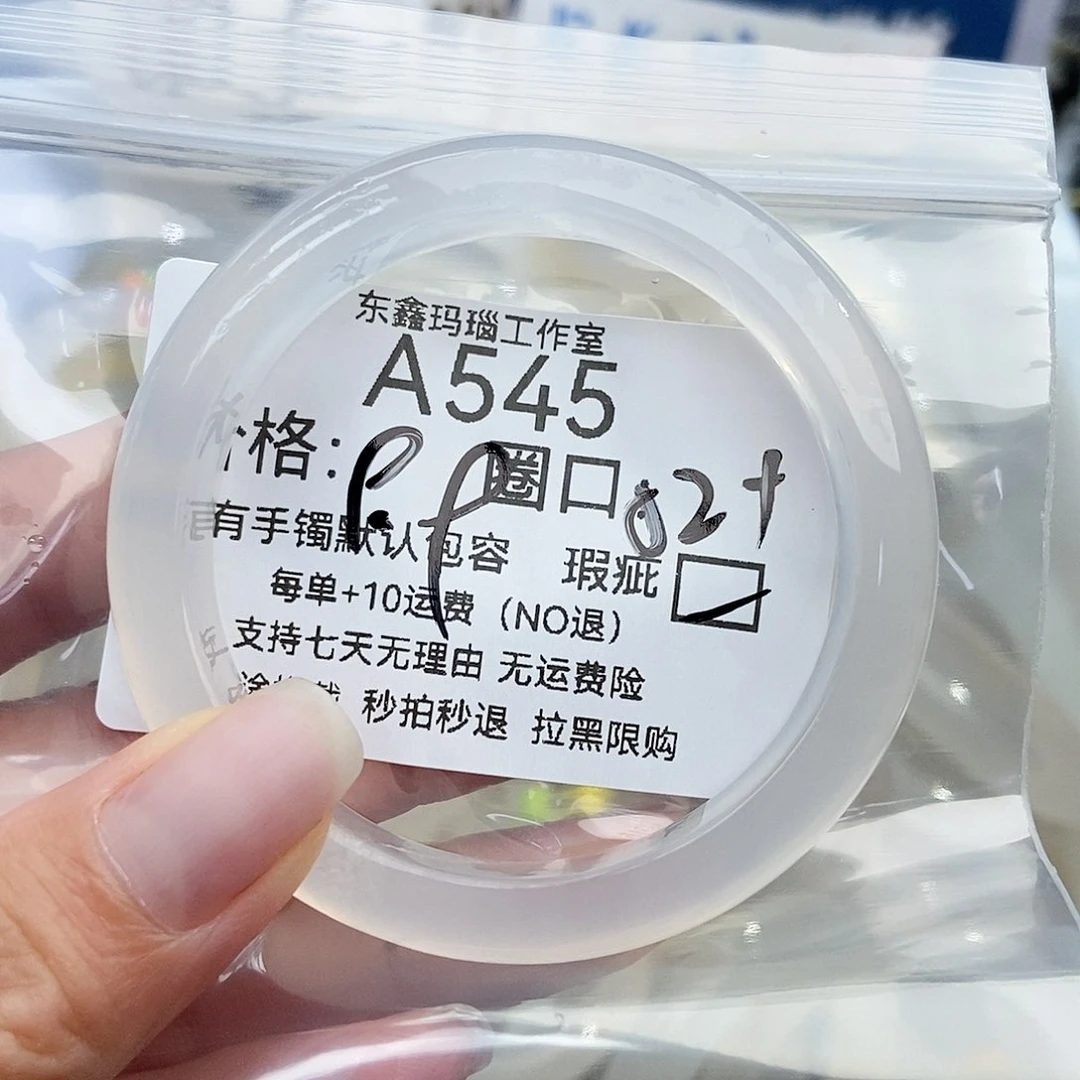 东鑫玛瑙工作室
A545
价格: 圈口
所有手镯默认包容 瑕疵
每单+10运费（NO退）
支持七天无理由 无运费险
秒拍秒退 拉黑限购